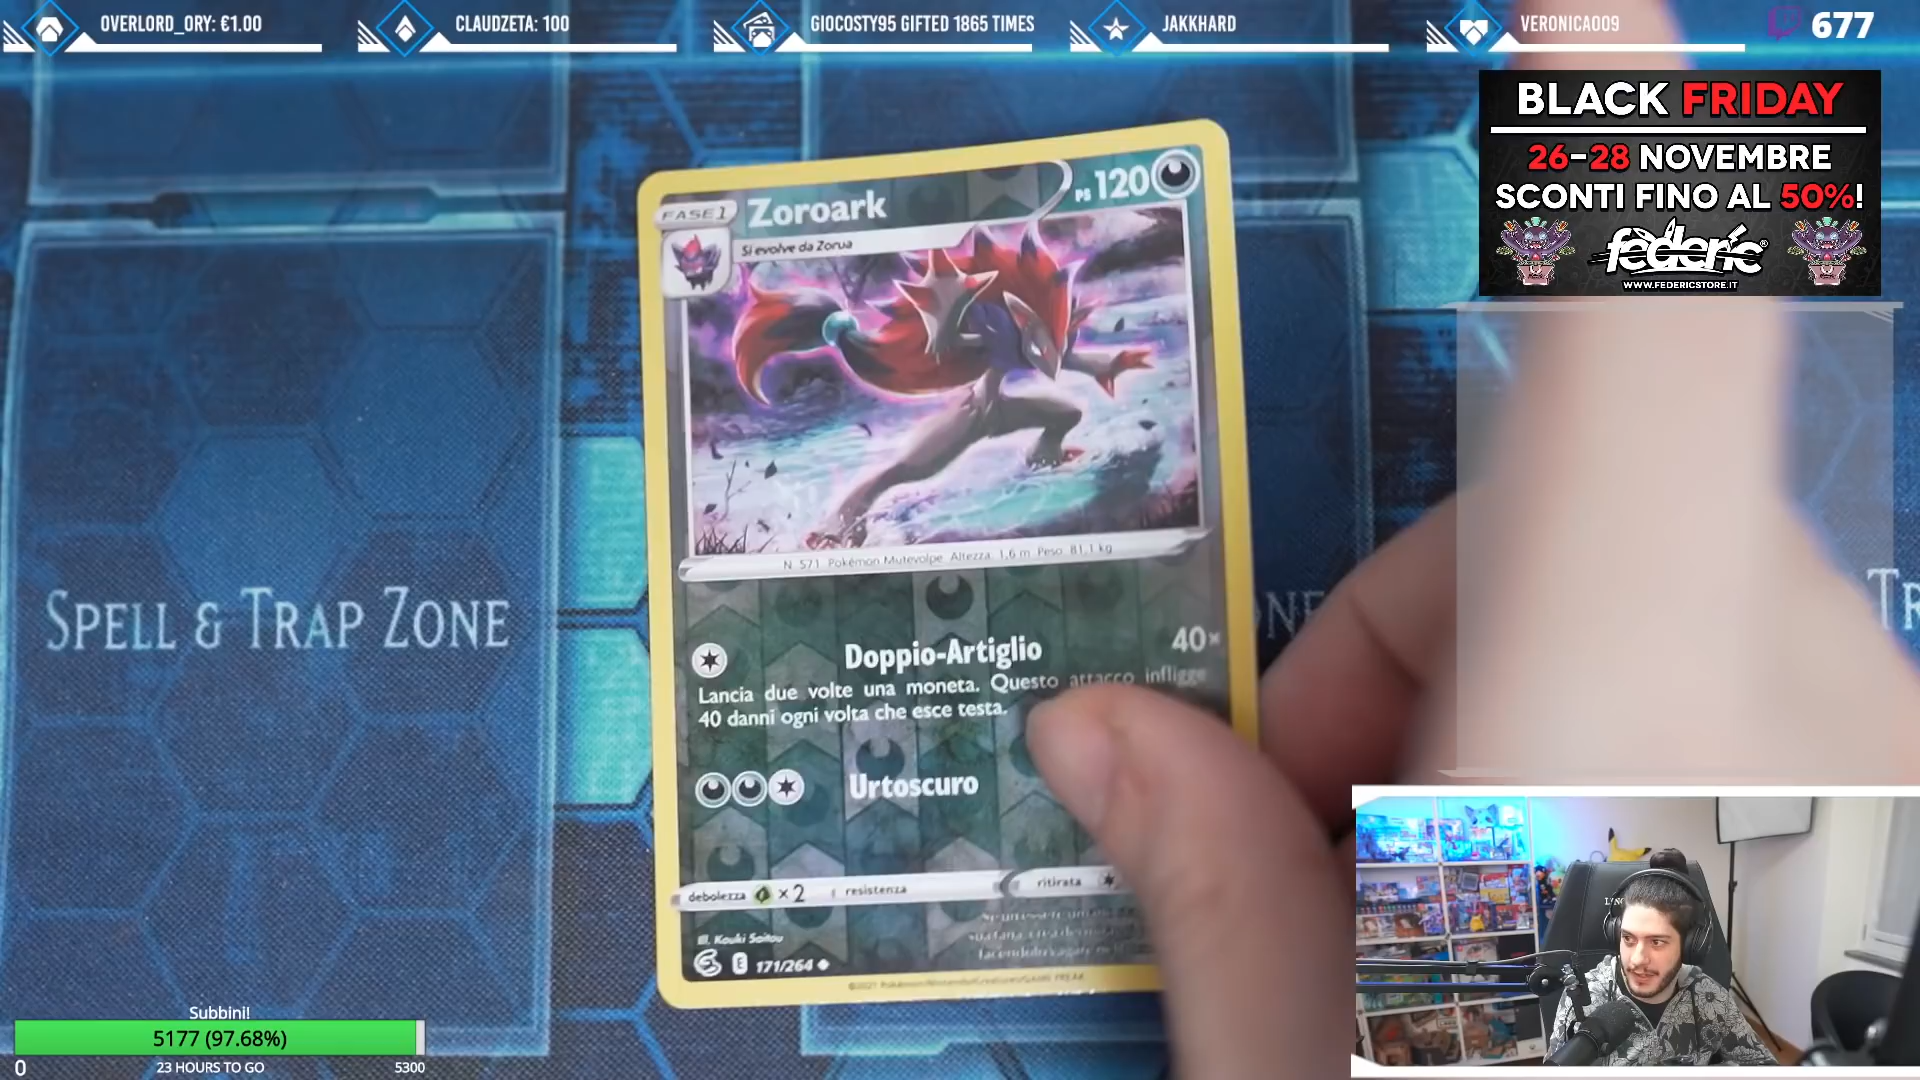 OVERLORD_ORY: €1.00
CLAUDZETA: 100
GIOCOSTY95 GIFTED 1865 TIMES
JAKKHARD
VERONICA009
677
BLACK FRIDAY
26-28 NOVEMBRE
SCONTI FINO AL 50%!
federic®
WWW.FEDERICSTORE.IT
FASE 1
Zoroark
PS 120
Si evolve da Zorua
N. 571 Pokémon Mutevolpe Altezza: 1,6 m Peso: 81,1 kg
Doppio-Artiglio
40×
Lancia due volte una moneta. Questo attacco infligge
40 danni ogni volta che esce testa.
Urtoscuro
debolezza ×2
resistenza
ritirata
Ill. Kouki Saitou
E 171/264
SPELL & TRAP ZONE
Subbini!
5177 (97.68%)
0
23 HOURS TO GO
5300